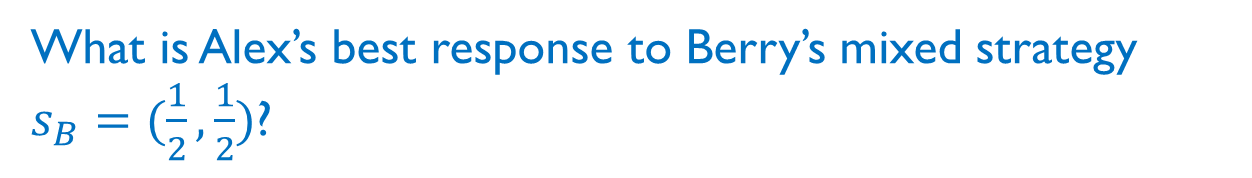 What is Alex's best response to Berry's mixed strategy
s_B = (1/2, 1/2)?